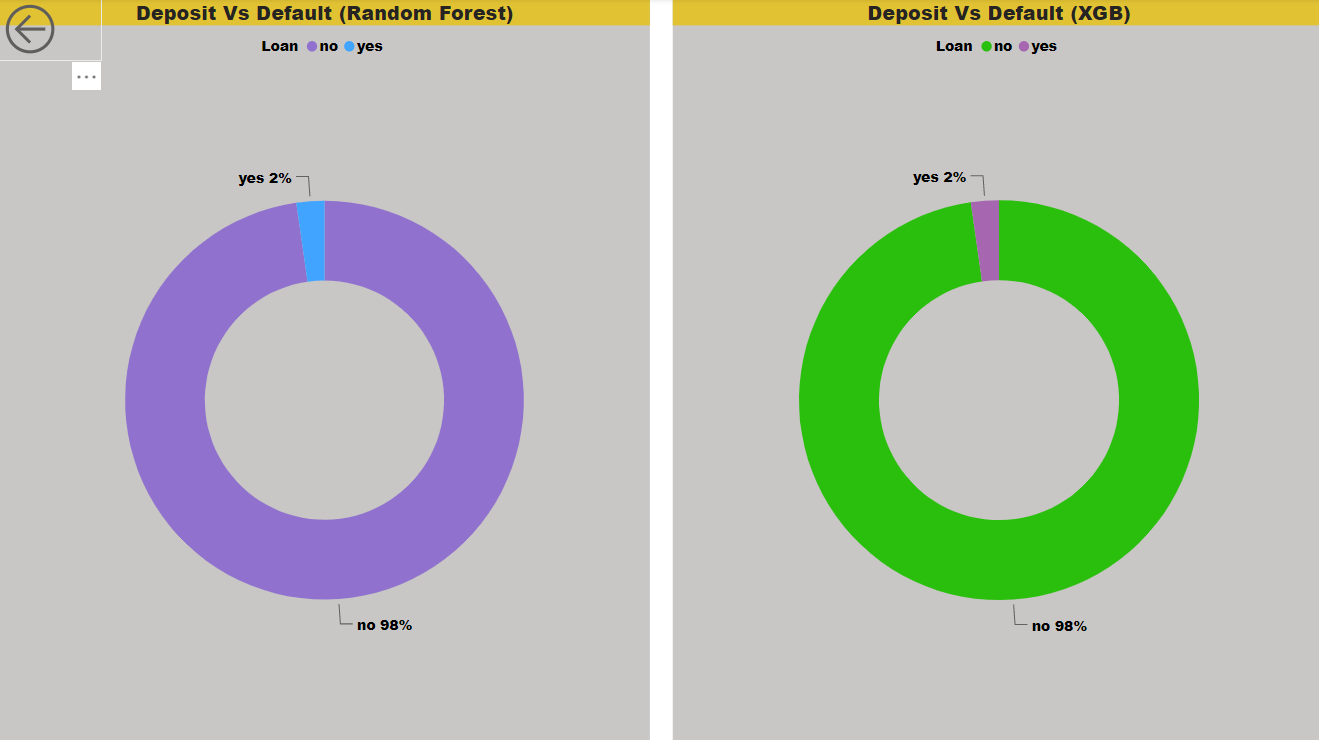 Deposit Vs Default (Random Forest)
Loan no yes
yes 2%
no 98%
Deposit Vs Default (XGB)
Loan no yes
yes 2%
no 98%